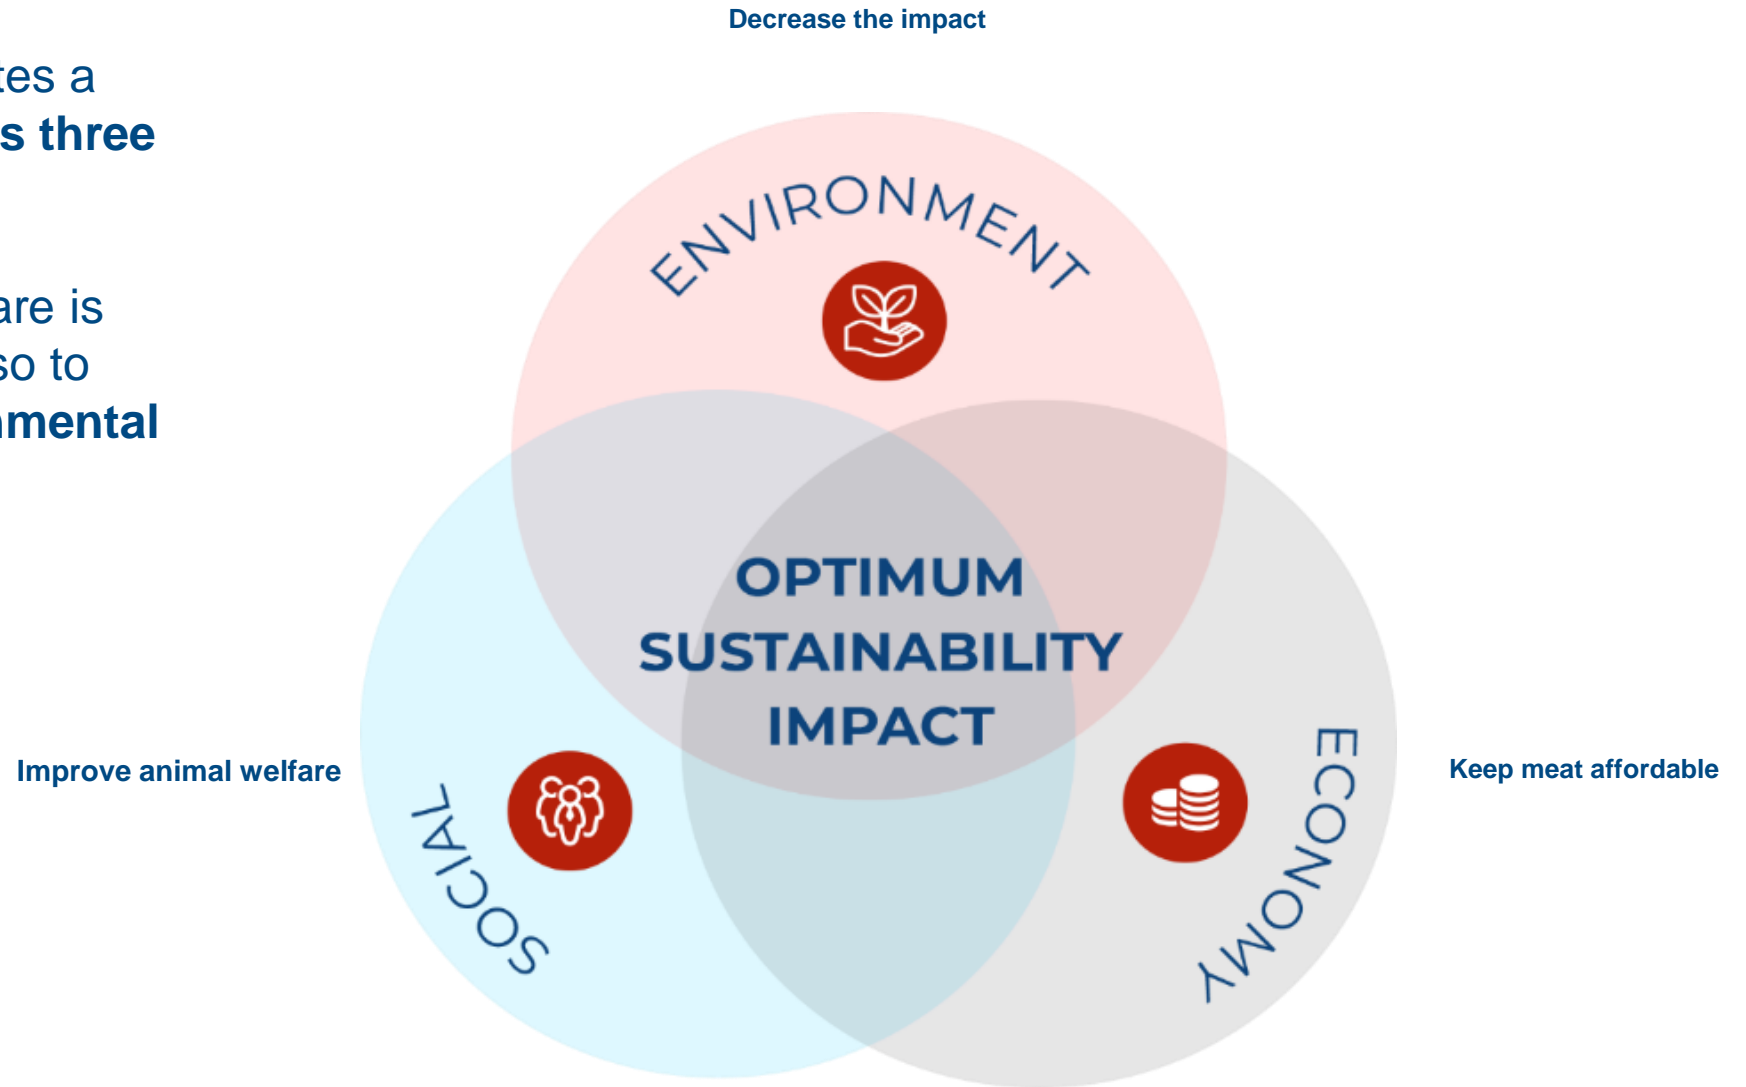 Decrease the impact
tes a
s three
are is
so to
nmental
ENVIRONMENT
OPTIMUM
SUSTAINABILITY
IMPACT
Improve animal welfare
SOCIAL
ECONOMY
Keep meat affordable